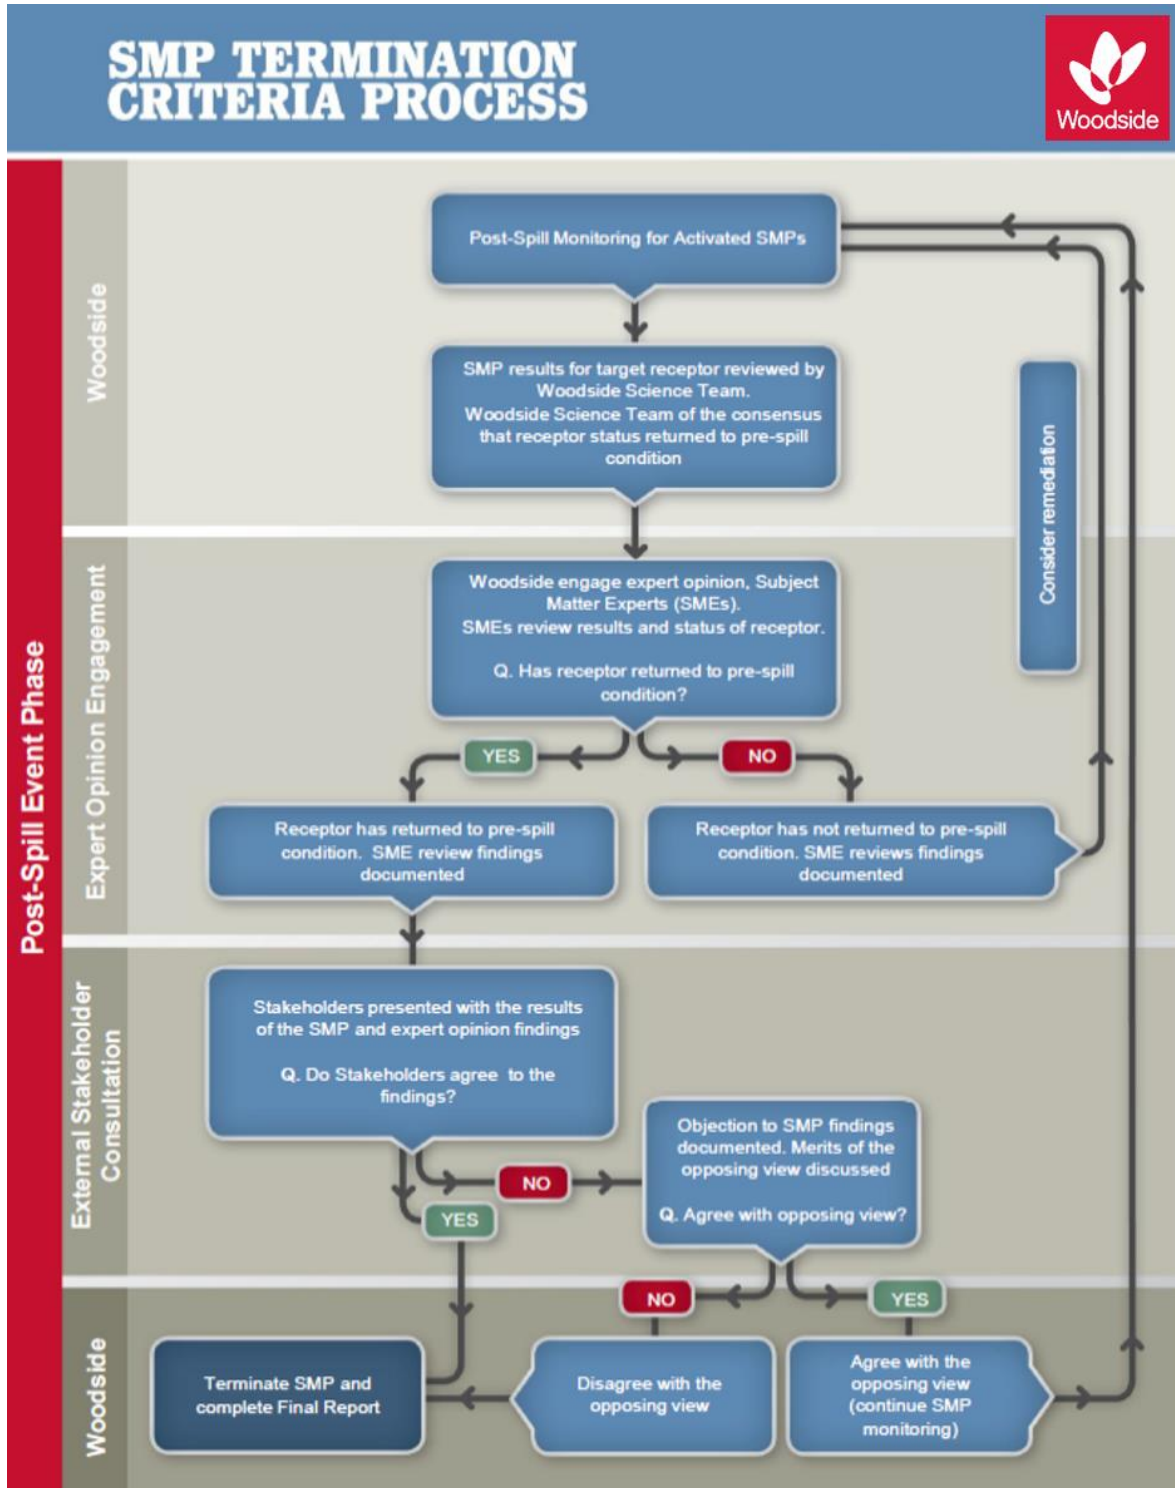 SMP TERMINATION
CRITERIA PROCESS
Woodside
Post-Spill Event Phase
Woodside
Post-Spill Monitoring for Activated SMPs
SMP results for target receptor reviewed by
Woodside Science Team.
Woodside Science Team of the consensus
that receptor status returned to pre-spill
condition
Consider remediation
Expert Opinion Engagement
Woodside engage expert opinion, Subject
Matter Experts (SMEs).
SMEs review results and status of receptor.
Q. Has receptor returned to pre-spill
condition?
YES
NO
Receptor has returned to pre-spill
condition. SME review findings
documented
Receptor has not returned to pre-spill
condition. SME reviews findings
documented
External Stakeholder
Consultation
Stakeholders presented with the results
of the SMP and expert opinion findings
Q. Do Stakeholders agree to the
findings?
NO
YES
Objection to SMP findings
documented. Merits of the
opposing view discussed
Q. Agree with opposing view?
NO
YES
Woodside
Terminate SMP and
complete Final Report
Disagree with the
opposing view
Agree with the
opposing view
(continue SMP
monitoring)